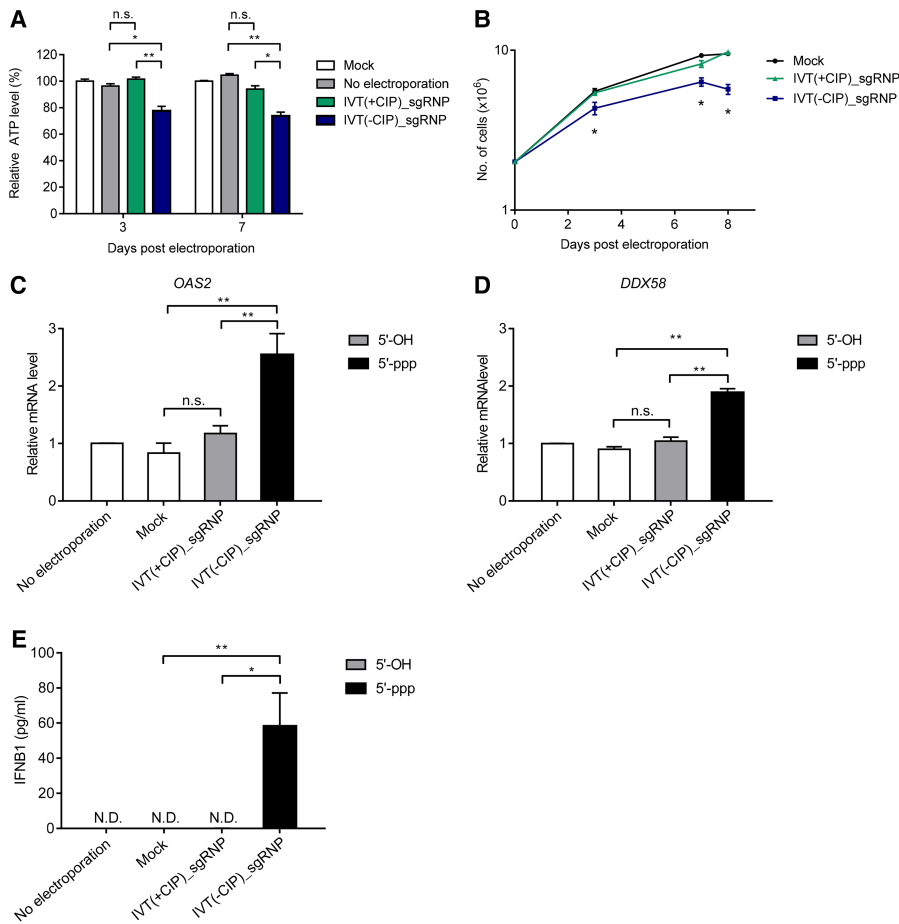 A
n.s.
n.s.
*
**
**
*
Relative ATP level (%)
120
100
80
60
40
20
0
3
7
Days post electroporation
Mock
No electroporation
IVT(+CIP)_sgRNP
IVT(-CIP)_sgRNP
B
No. of cells (x10⁶)
10
1
*
*
*
0
2
4
6
8
Days post electroporation
Mock
IVT(+CIP)_sgRNP
IVT(-CIP)_sgRNP
C
OAS2
**
**
n.s.
Relative mRNA level
3
2
1
0
No electroporation
Mock
IVT(+CIP)_sgRNP
IVT(-CIP)_sgRNP
5'-OH
5'-ppp
D
DDX58
**
**
n.s.
Relative mRNAlevel
3
2
1
0
No electroporation
Mock
IVT(+CIP)_sgRNP
IVT(-CIP)_sgRNP
5'-OH
5'-ppp
E
**
*
IFNB1 (pg/ml)
100
80
60
40
20
0
N.D.
N.D.
N.D.
No electroporation
Mock
IVT(+CIP)_sgRNP
IVT(-CIP)_sgRNP
5'-OH
5'-ppp